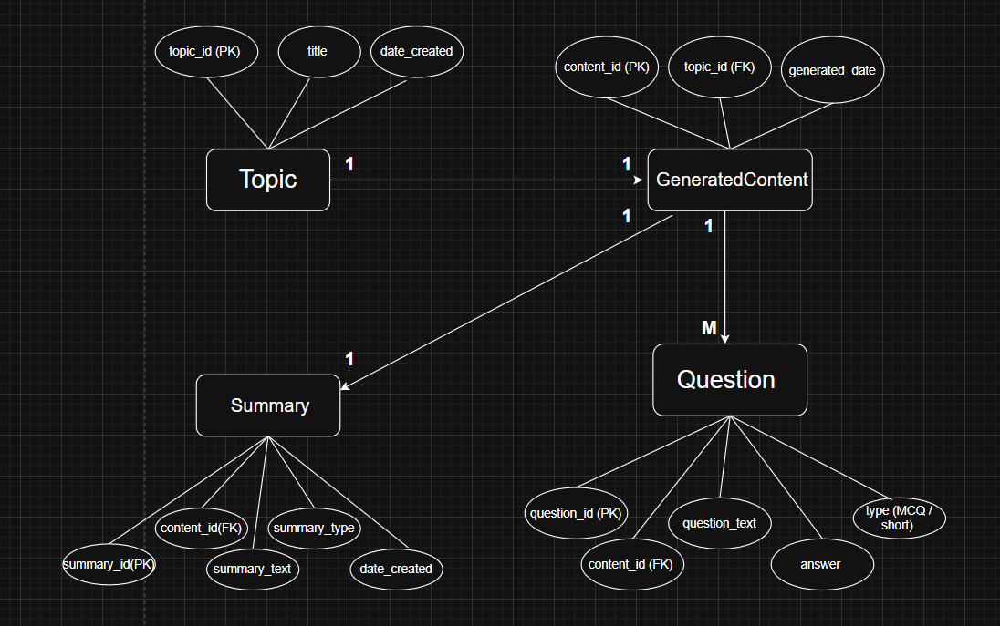 topic_id (PK)
title
date_created
content_id (PK)
topic_id (FK)
generated_date
Topic
1
1
GeneratedContent
1
1
M
1
Summary
Question
summary_id(PK)
content_id(FK)
summary_text
summary_type
date_created
question_id (PK)
content_id (FK)
question_text
answer
type (MCQ /
short)